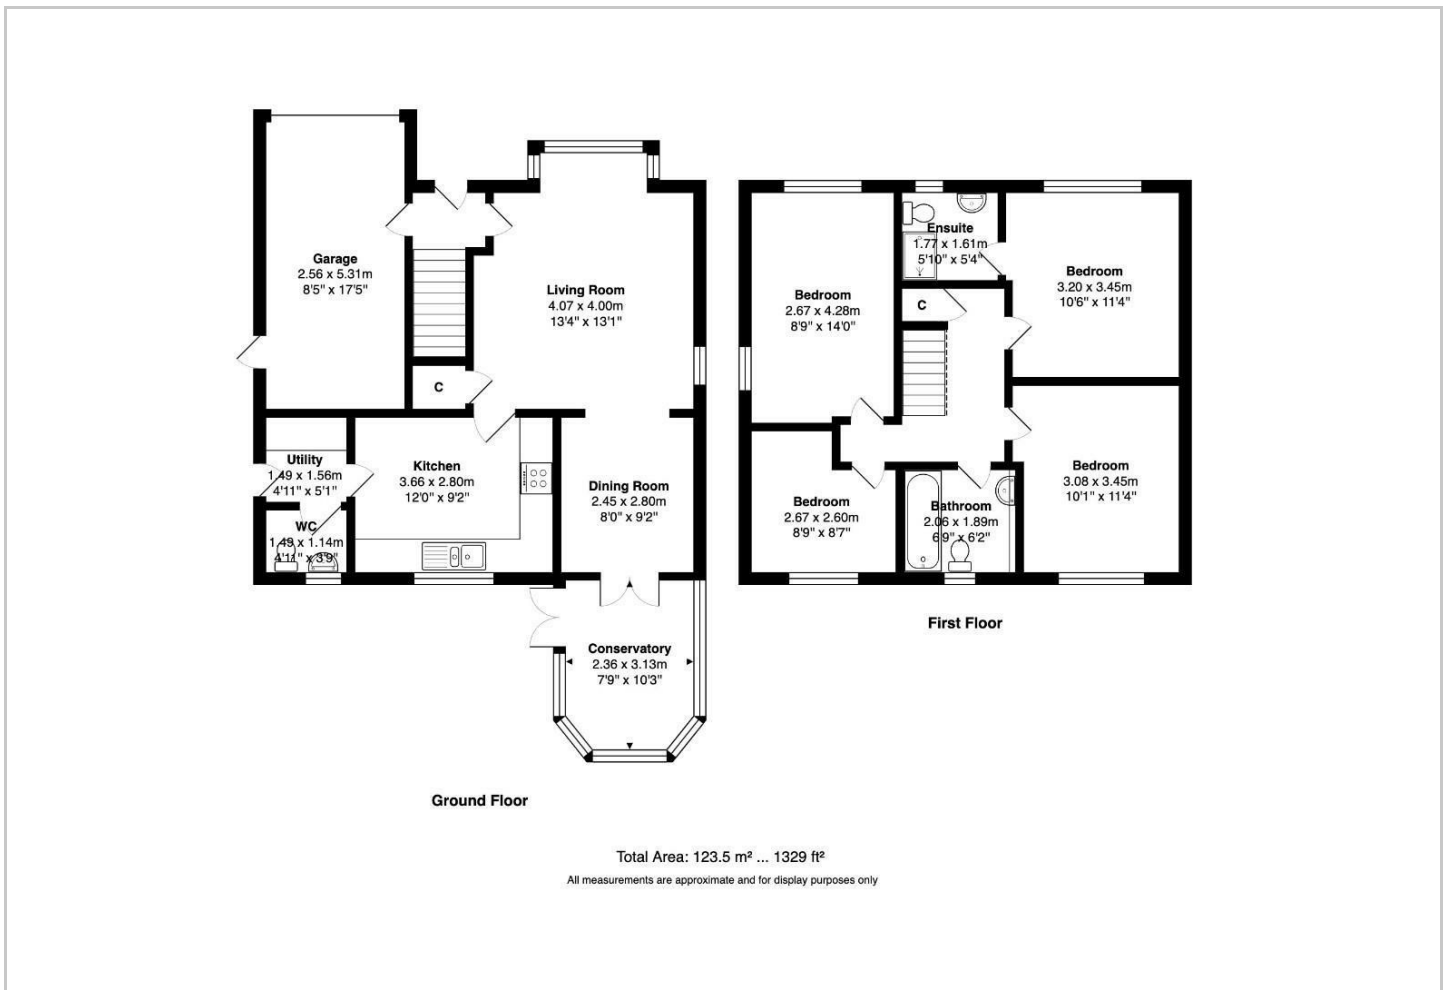 Garage
2.56 x 5.31m
8'5" x 17'5"
Living Room
4.07 x 4.00m
13'4" x 13'1"
C
Utility
1.49 x 1.56m
4'11" x 5'1"
Kitchen
3.66 x 2.80m
12'0" x 9'2"
Dining Room
2.45 x 2.80m
8'0" x 9'2"
WC
1.49 x 1.14m
4'11" x 3'9"
Conservatory
2.36 x 3.13m
7'9" x 10'3"
Ground Floor
Ensuite
1.77 x 1.61m
5'10" x 5'4"
Bedroom
3.20 x 3.45m
10'6" x 11'4"
Bedroom
2.67 x 4.28m
8'9" x 14'0"
C
Bedroom
3.08 x 3.45m
10'1" x 11'4"
Bedroom
2.67 x 2.60m
8'9" x 8'7"
Bathroom
2.06 x 1.89m
6'9" x 6'2"
First Floor
Total Area: 123.5 m² ... 1329 ft²
All measurements are approximate and for display purposes only